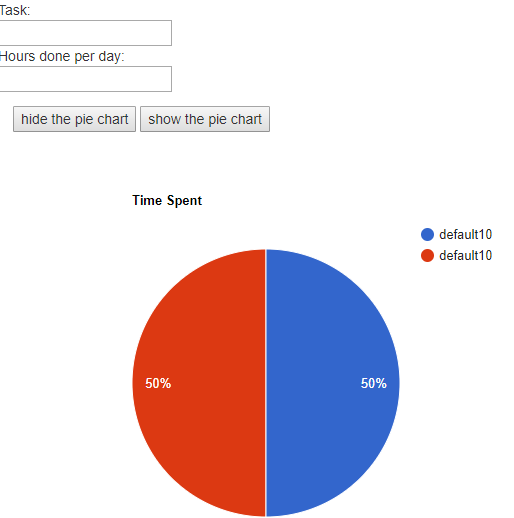 Task:
Hours done per day:
hide the pie chart show the pie chart
Time Spent
default10
default10
50% 50%